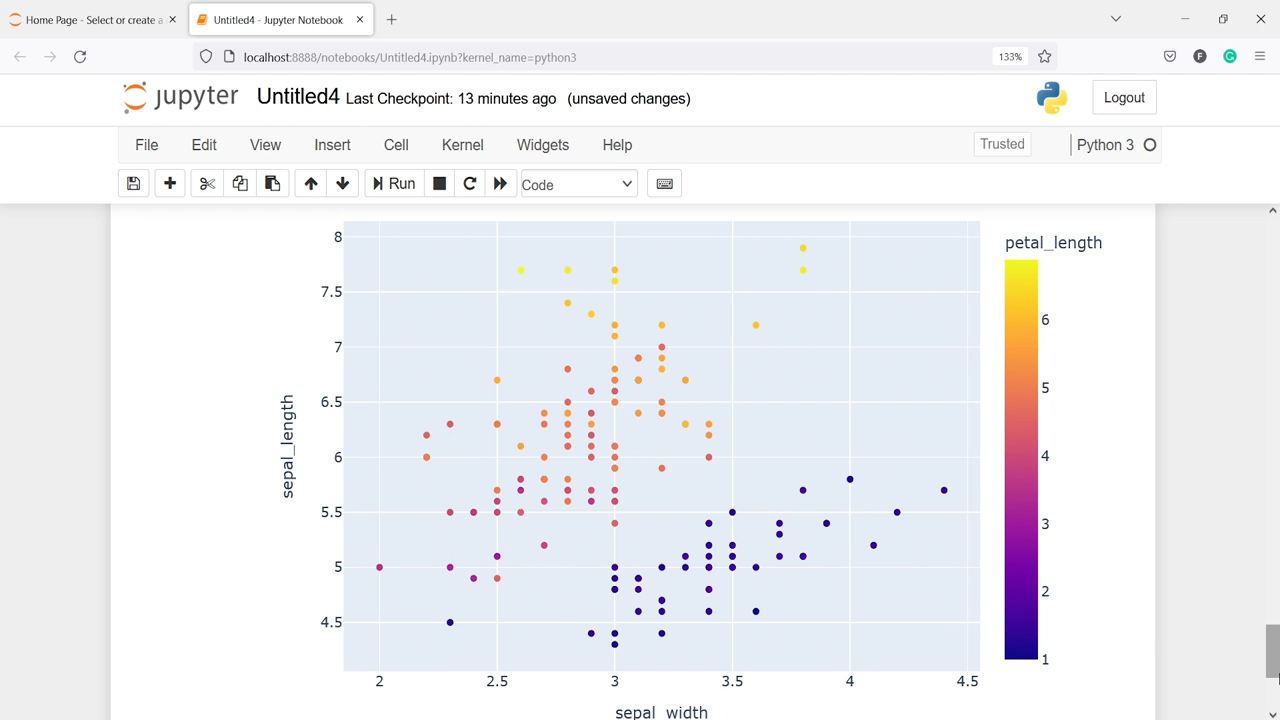 Home Page - Select or create a
Untitled4 - Jupyter Notebook
localhost:8888/notebooks/Untitled4.ipynb?kernel_name=python3
133%
F
G
jupyter Untitled4 Last Checkpoint: 13 minutes ago (unsaved changes)
Logout
File Edit View Insert Cell Kernel Widgets Help
Trusted
Python 3
Run
Code
petal_length
8
7.5
7
6.5
6
5.5
5
4.5
sepal_length
6
5
4
3
2
1
2 2.5 3 3.5 4 4.5
sepal_width